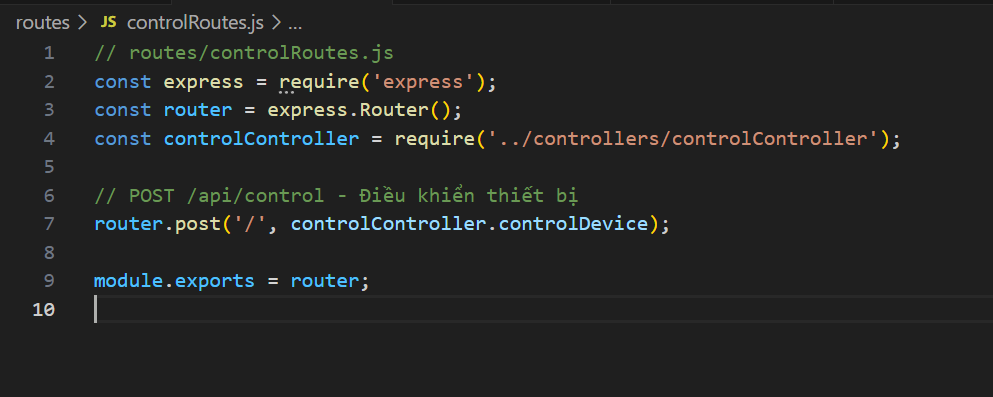 routes > JS controlRoutes.js > ...
1 // routes/controlRoutes.js
2 const express = require('express');
3 const router = express.Router();
4 const controlController = require('../controllers/controlController');
5
6 // POST /api/control - Điều khiển thiết bị
7 router.post('/', controlController.controlDevice);
8
9 module.exports = router;
10